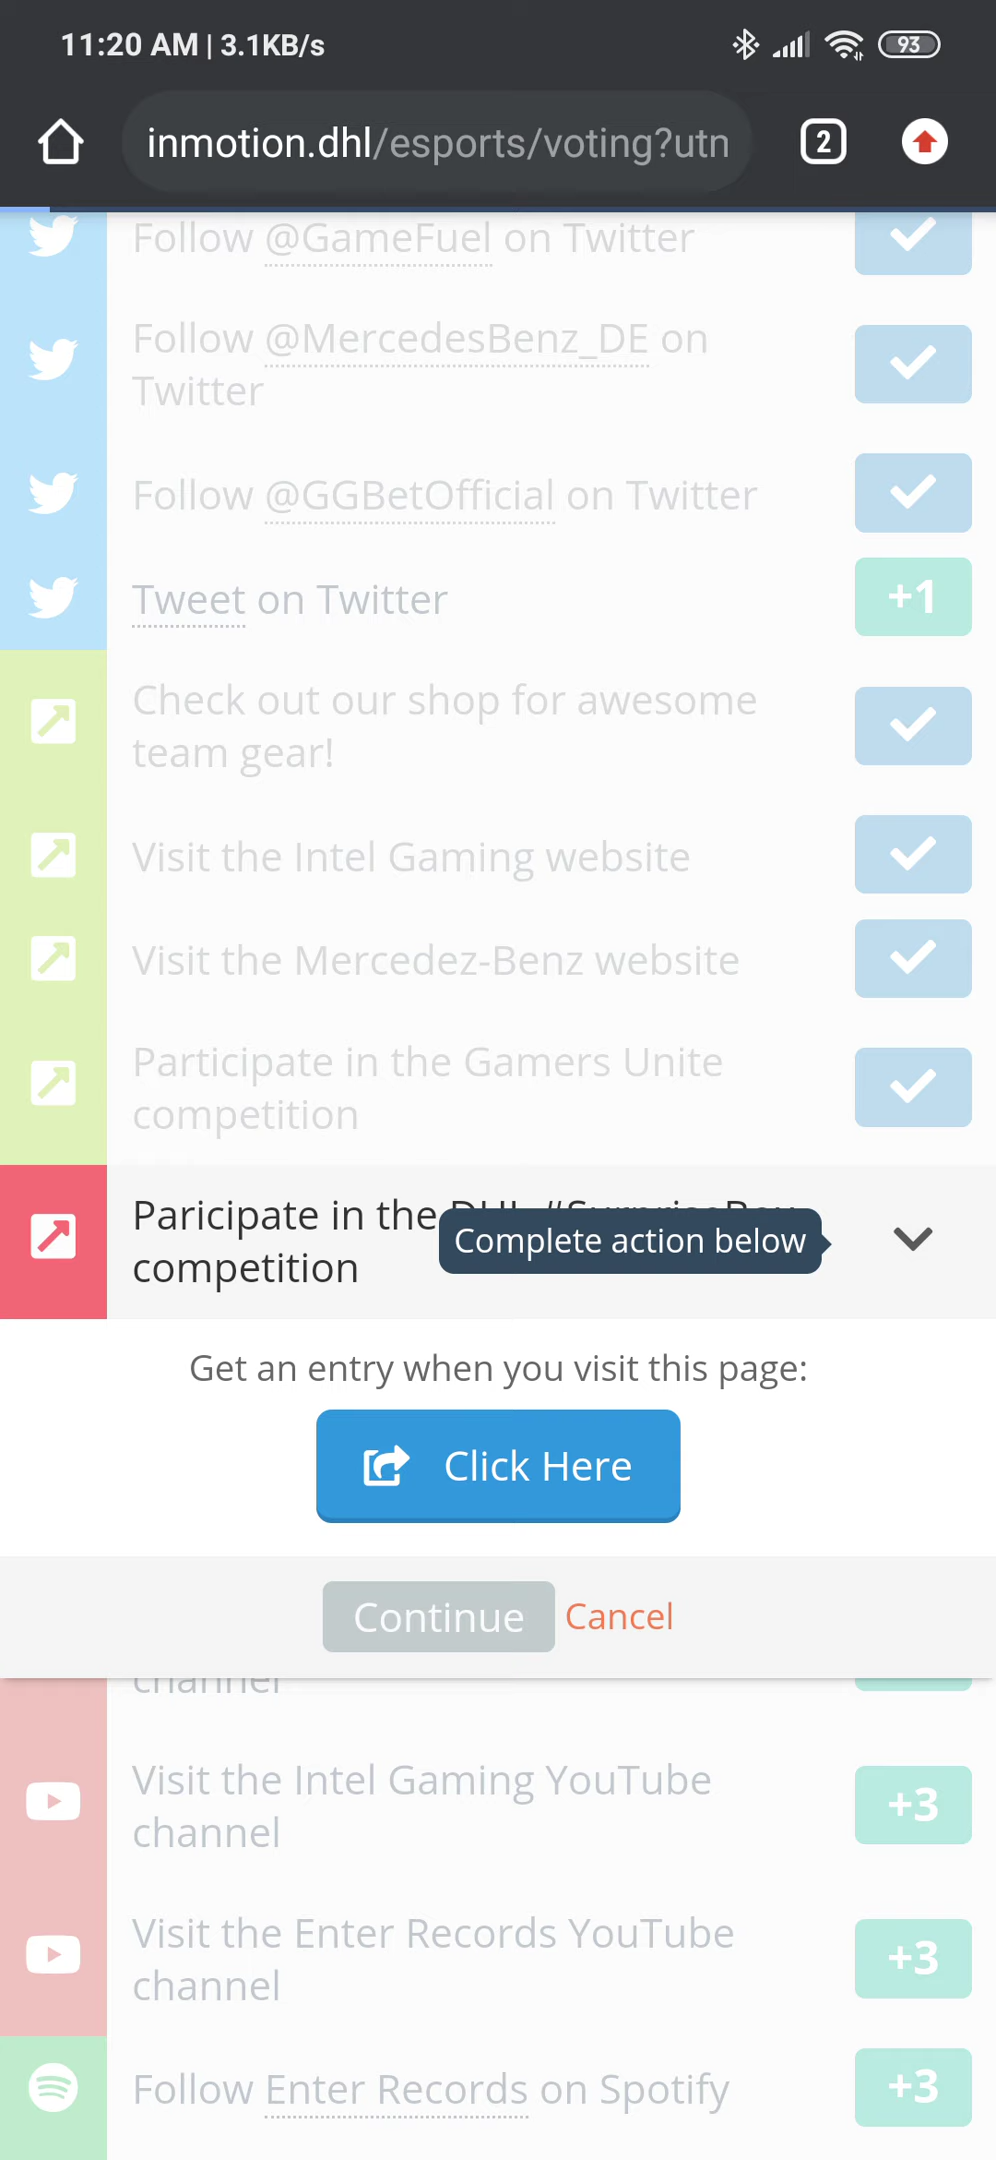 11:20 AM | 3.1KB/s
93
inmotion.dhl/esports/voting?utn
2
Follow @GameFuel on Twitter
Follow @MercedesBenz_DE on
Twitter
Follow @GGBetOfficial on Twitter
Tweet on Twitter
+1
Check out our shop for awesome
team gear!
Visit the Intel Gaming website
Visit the Mercedez-Benz website
Participate in the Gamers Unite
competition
Paricipate in the DHL #SurpriseBox
Complete action below
competition
Get an entry when you visit this page:
Click Here
Continue Cancel
channel
Visit the Intel Gaming YouTube
channel
+3
Visit the Enter Records YouTube
channel
+3
Follow Enter Records on Spotify
+3